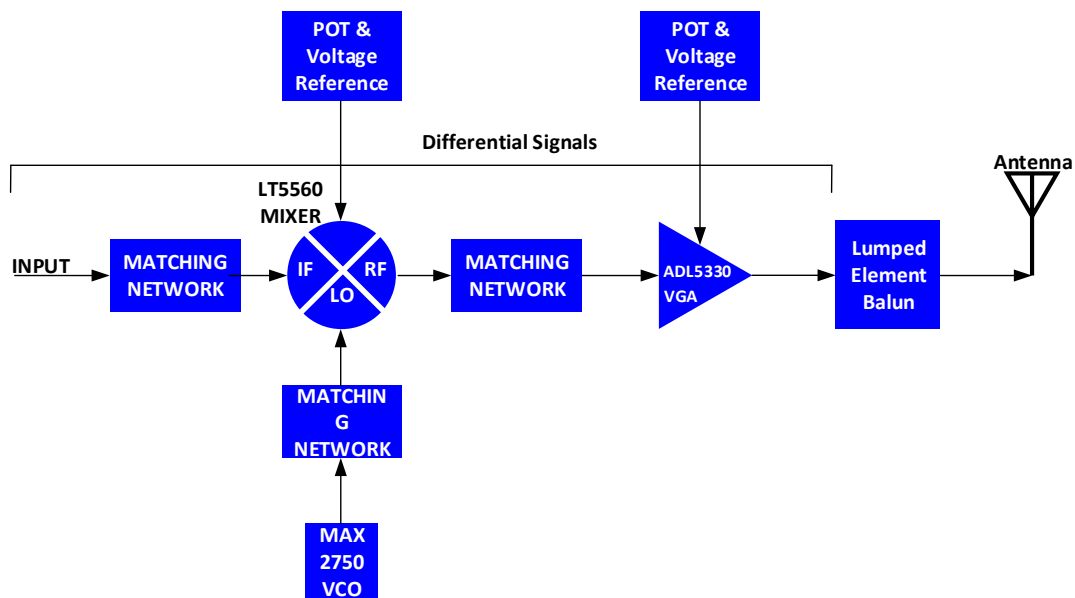 POT &
Voltage
Reference
POT &
Voltage
Reference
Differential Signals
Antenna
LT5560
MIXER
INPUT
MATCHING
NETWORK
IF
RF
LO
MATCHING
NETWORK
ADL5330
VGA
Lumped
Element
Balun
MATCHIN
G
NETWORK
MAX
2750
VCO